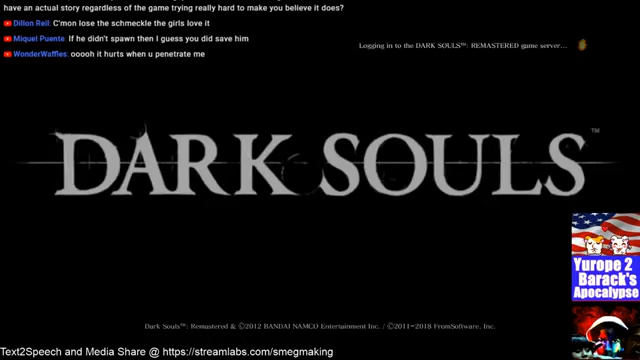 have an actual story regardless of the game trying really hard to make you believe it does?
Dillon Reil: C'mon lose the schmeckle the girls love it
Miquel Puente: If he didn't spawn then I guess you did save him
WonderWaffles: ooooh it hurts when u penetrate me
Logging in to the DARK SOULS™: REMASTERED game server...
DARK SOULS™
Yurope 2
Barack's
Apocalypse
Dark Souls™: Remastered & ©2012 BANDAI NAMCO Entertainment Inc. / ©2011-2018 FromSoftware, Inc.
Text2Speech and Media Share @ https://streamlabs.com/smegmaking